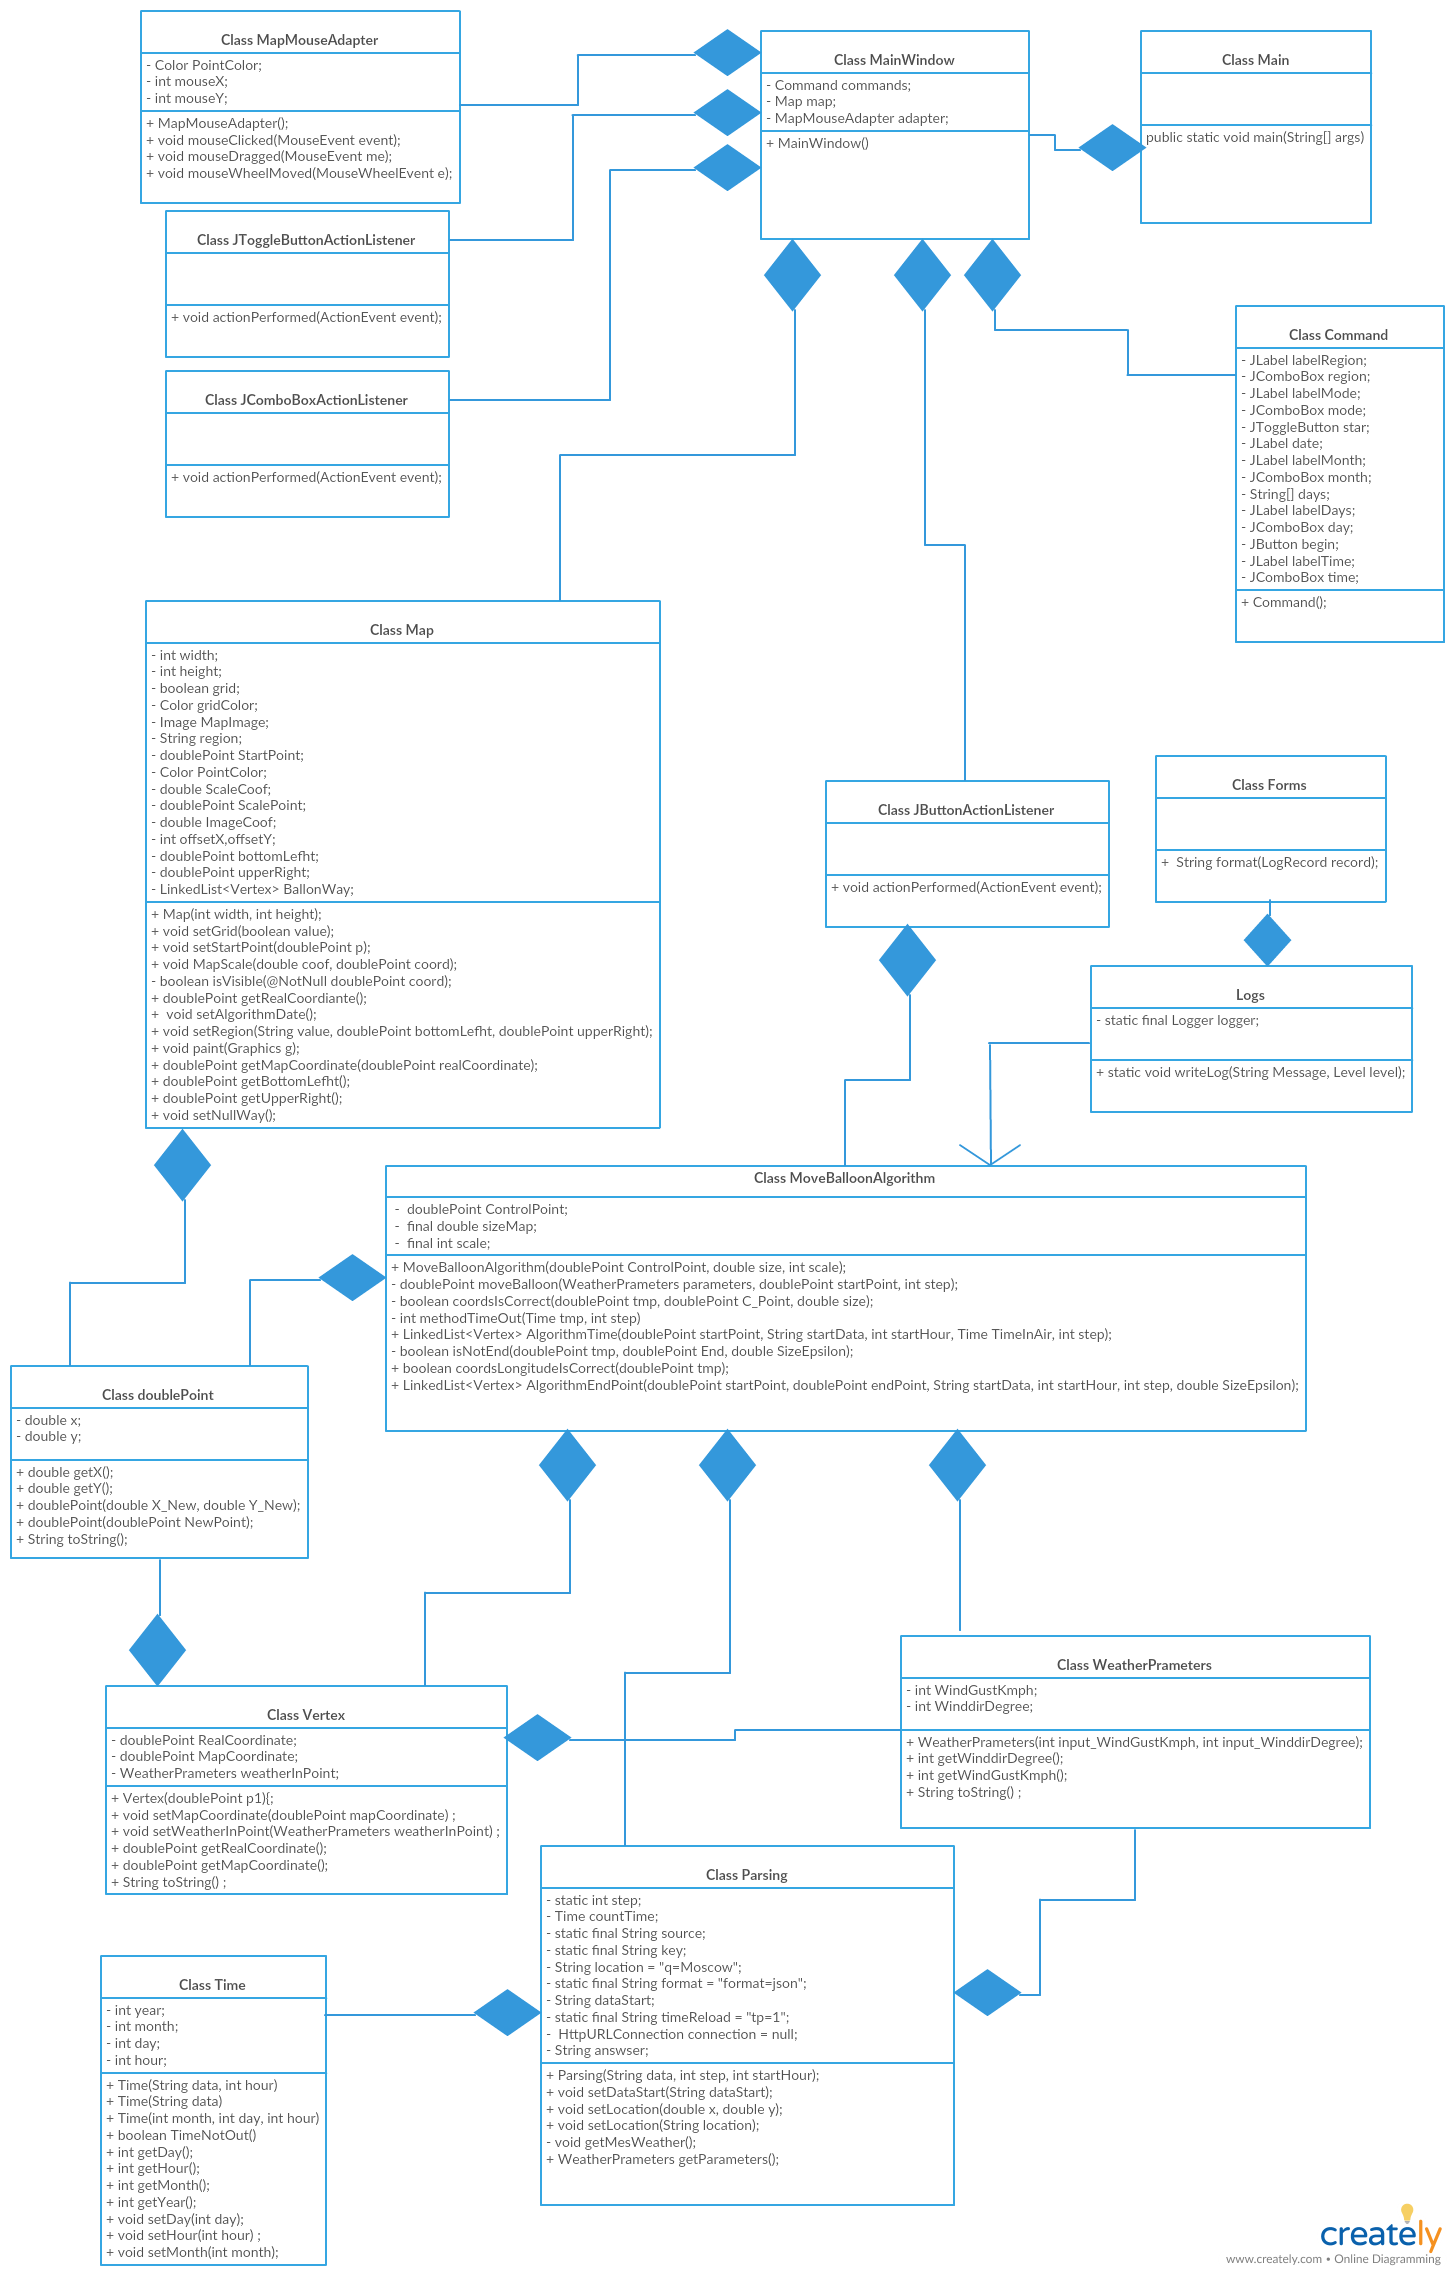 Class MapMouseAdapter
- Color PointColor;
- int mouseX;
- int mouseY;
+ MapMouseAdapter();
+ void mouseClicked(MouseEvent event);
+ void mouseDragged(MouseEvent me);
+ void mouseWheelMoved(MouseWheelEvent e);
Class MainWindow
- Command commands;
- Map map;
- MapMouseAdapter adapter;
+ MainWindow()
Class Main
public static void main(String[] args)
Class JToggleButtonActionListener
+ void actionPerformed(ActionEvent event);
Class JComboBoxActionListener
+ void actionPerformed(ActionEvent event);
Class Command
- JLabel labelRegion;
- JComboBox region;
- JLabel labelMode;
- JComboBox mode;
- JToggleButton star;
- JLabel date;
- JLabel labelMonth;
- JComboBox month;
- String[] days;
- JLabel labelDays;
- JComboBox day;
- JButton begin;
- JLabel labelTime;
- JComboBox time;
+ Command();
Class Map
- int width;
- int height;
- boolean grid;
- Color gridColor;
- Image MapImage;
- String region;
- doublePoint StartPoint;
- Color PointColor;
- double ScaleCoof;
- doublePoint ScalePoint;
- double ImageCoof;
- int offsetX,offsetY;
- doublePoint bottomLefht;
- doublePoint upperRight;
- LinkedList<Vertex> BallonWay;
+ Map(int width, int height);
+ void setGrid(boolean value);
+ void setStartPoint(doublePoint p);
+ void MapScale(double coof, doublePoint coord);
- boolean isVisible(@NotNull doublePoint coord);
+ doublePoint getRealCoordiante();
+  void setAlgorithmDate();
+ void setRegion(String value, doublePoint bottomLefht, doublePoint upperRight);
+ void paint(Graphics g);
+ doublePoint getMapCoordinate(doublePoint realCoordinate);
+ doublePoint getBottomLefht();
+ doublePoint getUpperRight();
+ void setNullWay();
Class JButtonActionListener
+ void actionPerformed(ActionEvent event);
Class Forms
+  String format(LogRecord record);
Logs
- static final Logger logger;
+ static void writeLog(String Message, Level level);
Class MoveBalloonAlgorithm
-  doublePoint ControlPoint;
-  final double sizeMap;
-  final int scale;
+ MoveBalloonAlgorithm(doublePoint ControlPoint, double size, int scale);
- doublePoint moveBalloon(WeatherPrameters parameters, doublePoint startPoint, int step);
- boolean coordsIsCorrect(doublePoint tmp, doublePoint C_Point, double size);
- int methodTimeOut(Time tmp, int step)
+ LinkedList<Vertex> AlgorithmTime(doublePoint startPoint, String startData, int startHour, Time TimeInAir, int step);
- boolean isNotEnd(doublePoint tmp, doublePoint End, double SizeEpsilon);
+ boolean coordsLongitudeIsCorrect(doublePoint tmp);
+ LinkedList<Vertex> AlgorithmEndPoint(doublePoint startPoint, doublePoint endPoint, String startData, int startHour, int step, double SizeEpsilon);
Class doublePoint
- double x;
- double y;
+ double getX();
+ double getY();
+ doublePoint(double X_New, double Y_New);
+ doublePoint(doublePoint NewPoint);
+ String toString();
Class Vertex
- doublePoint RealCoordinate;
- doublePoint MapCoordinate;
- WeatherPrameters weatherInPoint;
+ Vertex(doublePoint p1){;
+ void setMapCoordinate(doublePoint mapCoordinate) ;
+ void setWeatherInPoint(WeatherPrameters weatherInPoint) ;
+ doublePoint getRealCoordinate();
+ doublePoint getMapCoordinate();
+ String toString() ;
Class WeatherPrameters
- int WindGustKmph;
- int WinddirDegree;
+ WeatherPrameters(int input_WindGustKmph, int input_WinddirDegree);
+ int getWinddirDegree();
+ int getWindGustKmph();
+ String toString() ;
Class Parsing
- static int step;
- Time countTime;
- static final String source;
- static final String key;
- String location = "q=Moscow";
- static final String format = "format=json";
- String dataStart;
- static final String timeReload = "tp=1";
-  HttpURLConnection connection = null;
- String answser;
+ Parsing(String data, int step, int startHour);
+ void setDataStart(String dataStart);
+ void setLocation(double x, double y);
+ void setLocation(String location);
- void getMesWeather();
+ WeatherPrameters getParameters();
Class Time
- int year;
- int month;
- int day;
- int hour;
+ Time(String data, int hour)
+ Time(String data)
+ Time(int month, int day, int hour)
+ boolean TimeNotOut()
+ int getDay();
+ int getHour();
+ int getMonth();
+ int getYear();
+ void setDay(int day);
+ void setHour(int hour) ;
+ void setMonth(int month);
creately
www.creately.com • Online Diagramming